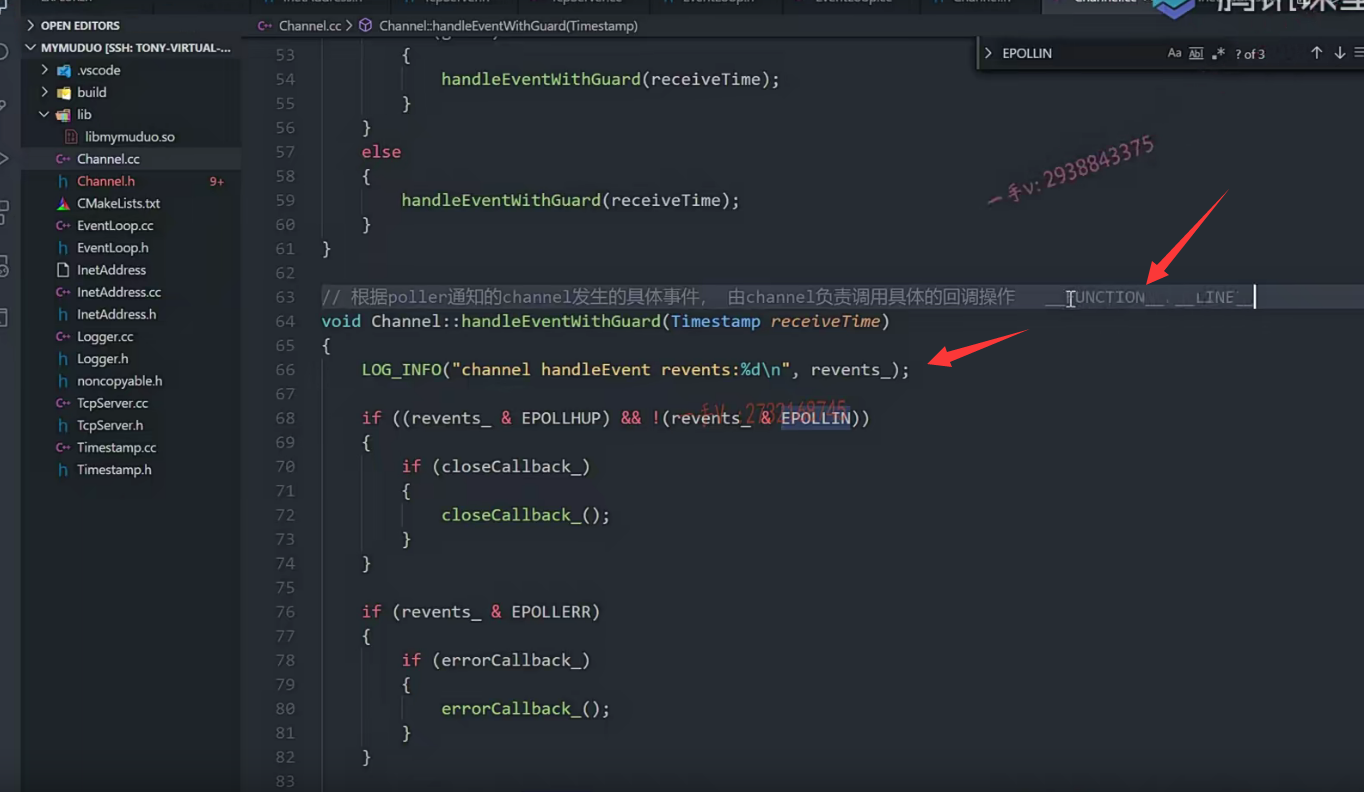 OPEN EDITORS
MYMUDUO [SSH: TONY-VIRTUAL-...
.vscode
build
lib
libmymuduo.so
Channel.cc
Channel.h 9+
CMakeLists.txt
EventLoop.cc
EventLoop.h
InetAddress
InetAddress.cc
InetAddress.h
Logger.cc
Logger.h
noncopyable.h
TcpServer.cc
TcpServer.h
Timestamp.cc
Timestamp.h
Channel.cc > Channel::handleEventWithGuard(Timestamp)
EPOLLIN Aa Abl .* ? of 3
53 {
54 handleEventWithGuard(receiveTime);
55 }
56 }
57 else
58 {
59 handleEventWithGuard(receiveTime);
60 }
61 }
62
63 // 根据poller通知的channel发生的具体事件， 由channel负责调用具体的回调操作 __FUNCTION__ __LINE__
64 void Channel::handleEventWithGuard(Timestamp receiveTime)
65 {
66 LOG_INFO("channel handleEvent revents:%d\n", revents_);
67
68 if ((revents_ & EPOLLHUP) && !(revents_ & EPOLLIN))
69 {
70 if (closeCallback_)
71 {
72 closeCallback_();
73 }
74 }
75
76 if (revents_ & EPOLLERR)
77 {
78 if (errorCallback_)
79 {
80 errorCallback_();
81 }
82 }
83
一手v: 2938843375